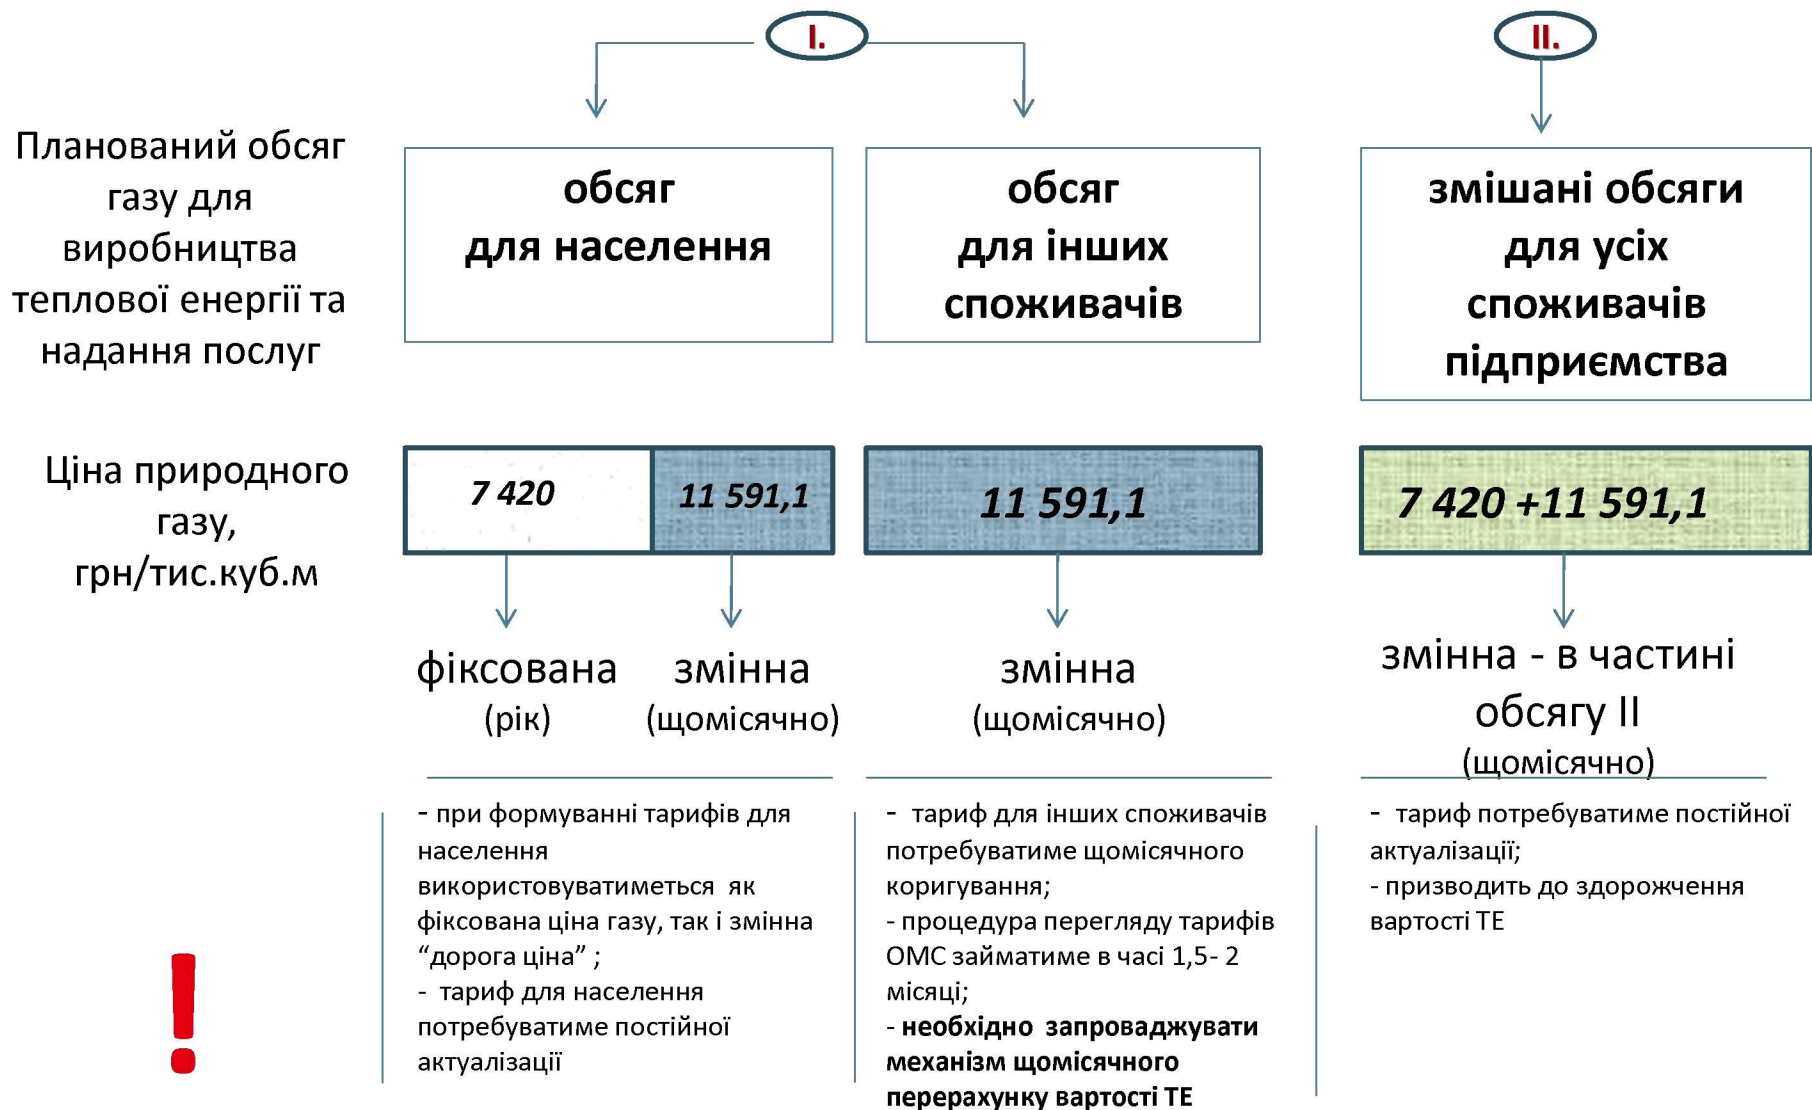 I.
II.
Планований обсяг
газу для
виробництва
теплової енергії та
надання послуг
обсяг
для населення
обсяг
для інших
споживачів
змішані обсяги
для усіх
споживачів
підприємства
Ціна природного
газу,
грн/тис.куб.м
7 420
11 591,1
11 591,1
7 420 +11 591,1
фіксована
(рік)
змінна
(щомісячно)
змінна
(щомісячно)
змінна - в частині
обсягу ІІ
(щомісячно)
- при формуванні тарифів для
населення
використовуватиметься як
фіксована ціна газу, так і змінна
“дорога ціна” ;
- тариф для населення
потребуватиме постійної
актуалізації
- тариф для інших споживачів
потребуватиме щомісячного
коригування;
- процедура перегляду тарифів
ОМС займатиме в часі 1,5- 2
місяці;
- необхідно запроваджувати
механізм щомісячного
перерахунку вартості ТЕ
- тариф потребуватиме постійної
актуалізації;
- призводить до здорожчення
вартості ТЕ
!